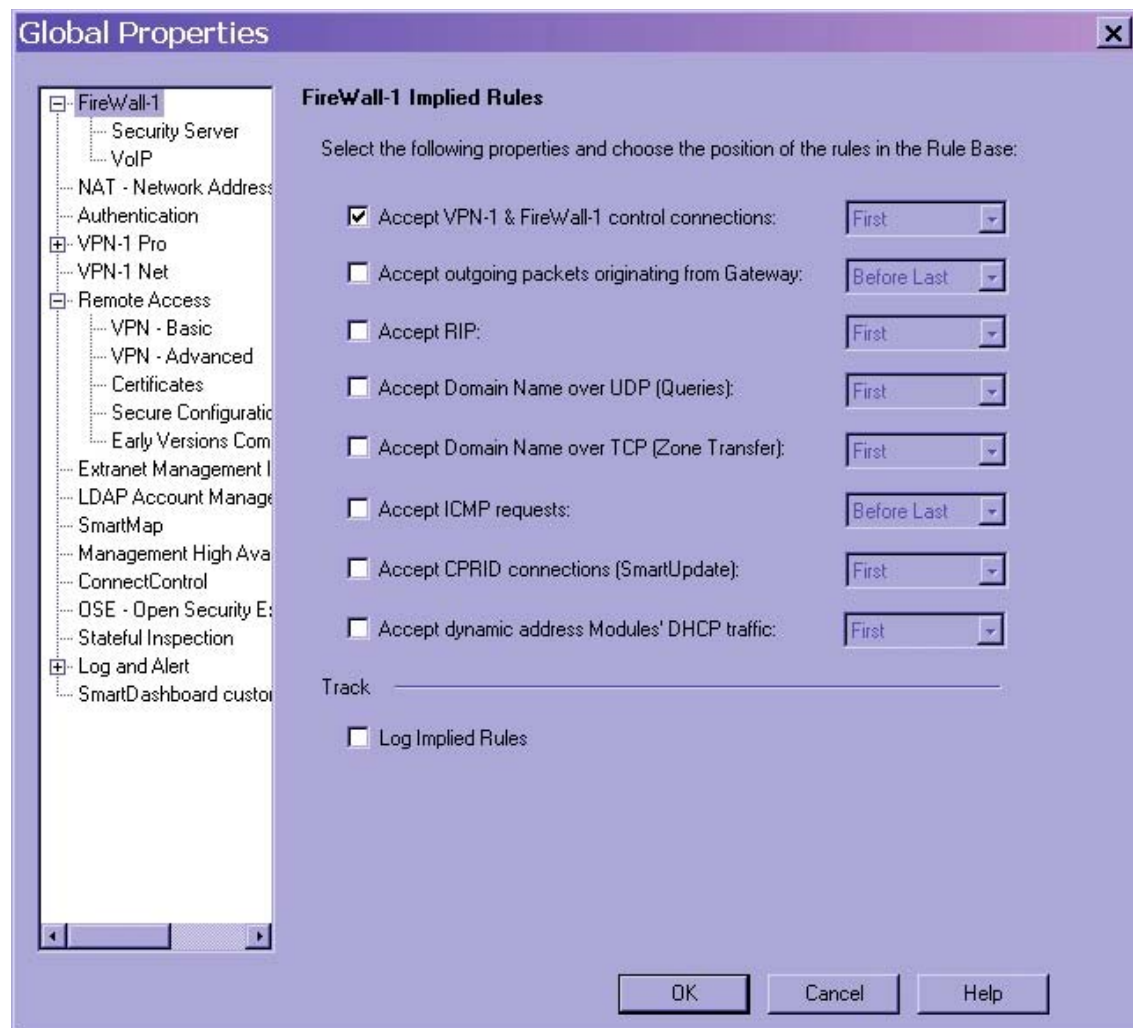 Global Properties
FireWall-1
Security Server
VoIP
NAT - Network Address
Authentication
VPN-1 Pro
VPN-1 Net
Remote Access
VPN - Basic
VPN - Advanced
Certificates
Secure Configuratio
Early Versions Com
Extranet Management I
LDAP Account Manage
SmartMap
Management High Ava
ConnectControl
OSE - Open Security Ex
Stateful Inspection
Log and Alert
SmartDashboard custor
FireWall-1 Implied Rules
Select the following properties and choose the position of the rules in the Rule Base:
Accept VPN-1 & FireWall-1 control connections: First
Accept outgoing packets originating from Gateway: Before Last
Accept RIP: First
Accept Domain Name over UDP (Queries): First
Accept Domain Name over TCP (Zone Transfer): First
Accept ICMP requests: Before Last
Accept CPRID connections (SmartUpdate): First
Accept dynamic address Modules' DHCP traffic: First
Track
Log Implied Rules
OK Cancel Help